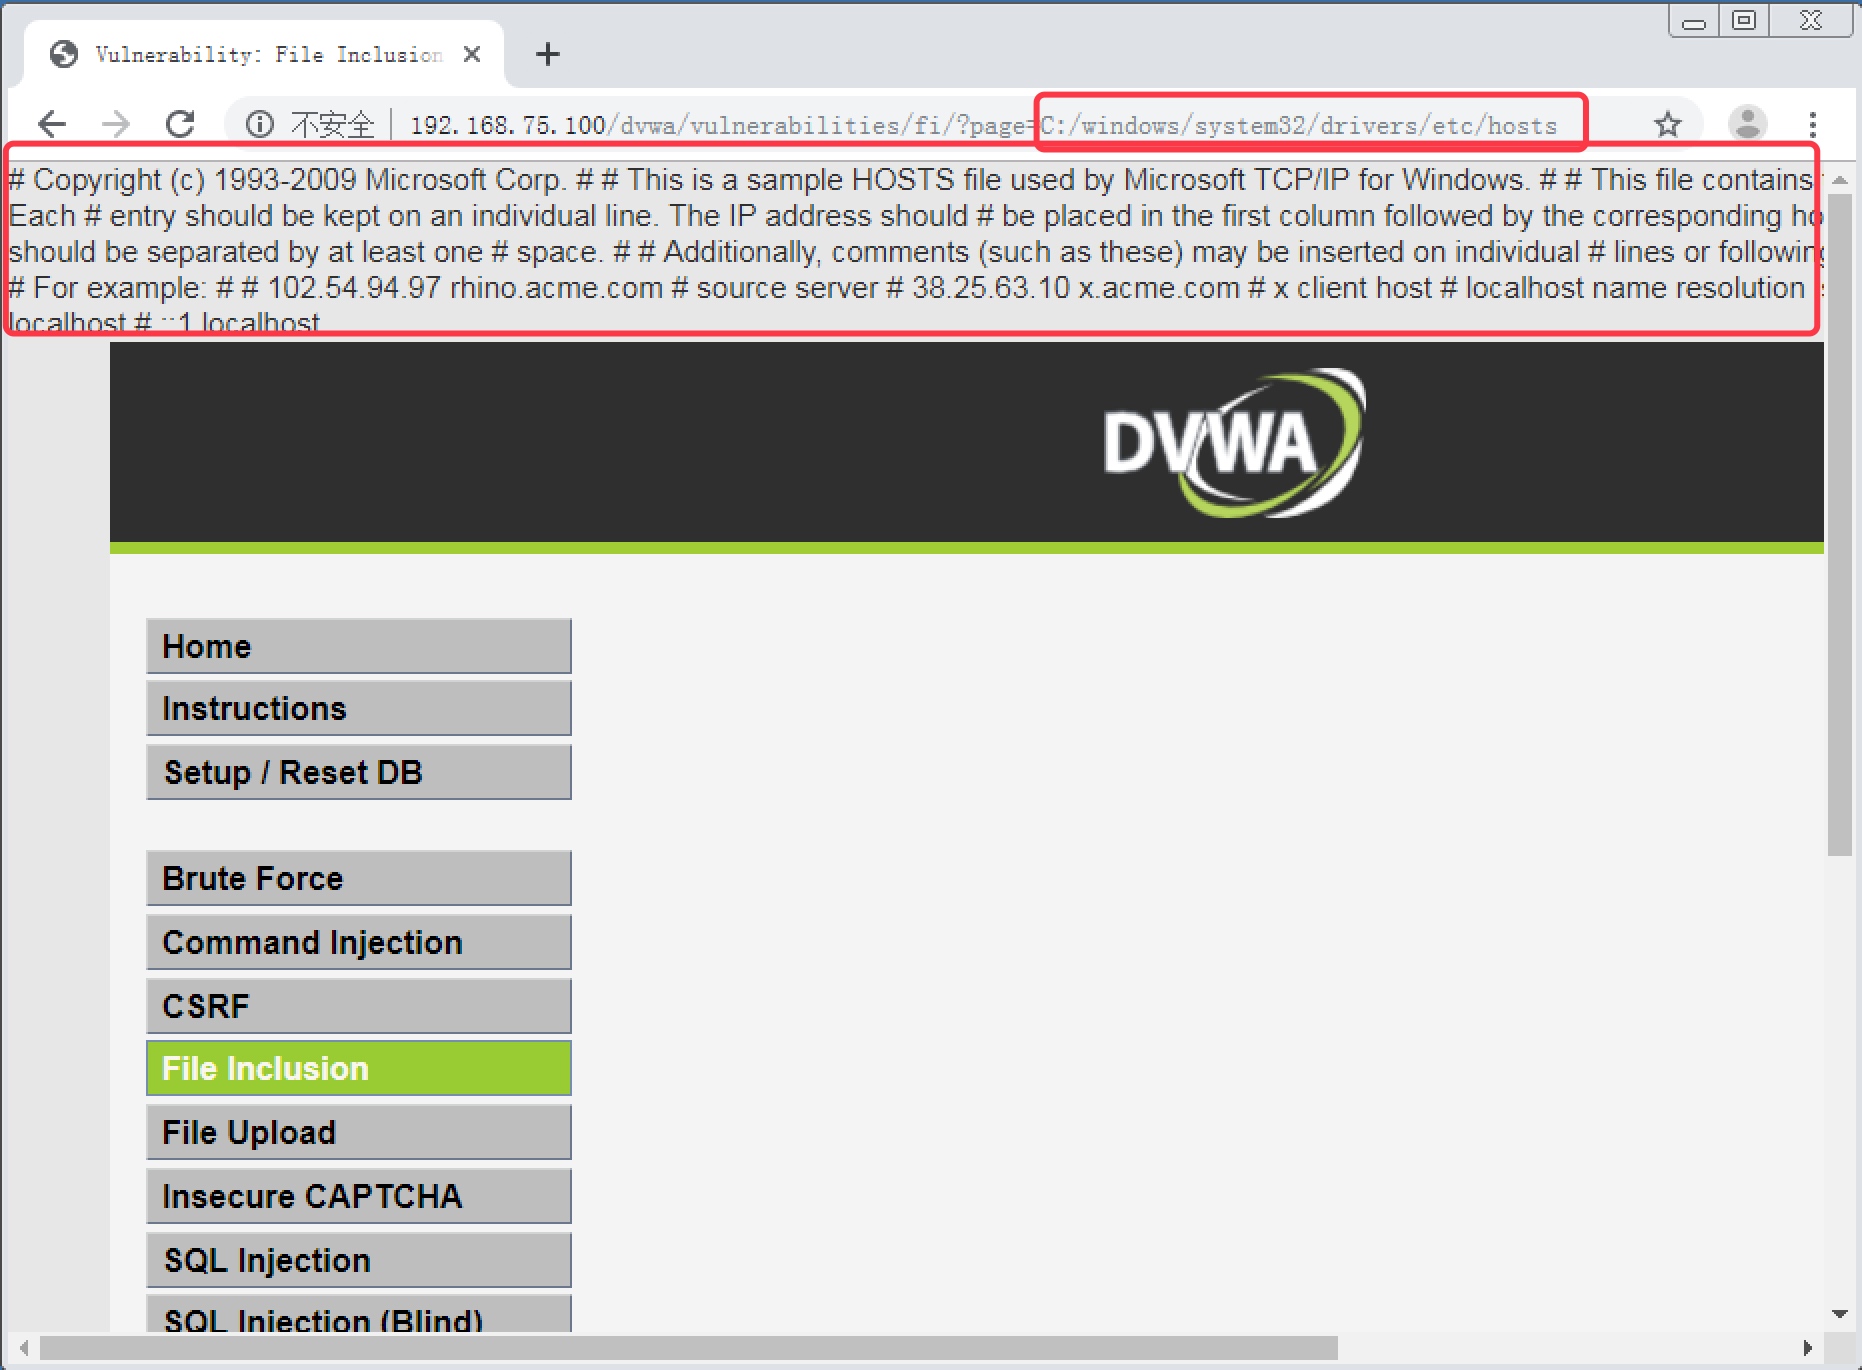 Vulnerability: File Inclusion
不安全 192.168.75.100/dvwa/vulnerabilities/fi/?page=C:/windows/system32/drivers/etc/hosts
# Copyright (c) 1993-2009 Microsoft Corp. # # This is a sample HOSTS file used by Microsoft TCP/IP for Windows. # # This file contains
Each # entry should be kept on an individual line. The IP address should # be placed in the first column followed by the corresponding
should be separated by at least one # space. # # Additionally, comments (such as these) may be inserted on individual # lines or following
# For example: # # 102.54.94.97 rhino.acme.com # source server # 38.25.63.10 x.acme.com # x client host # localhost name resolution
localhost # ::1 localhost
DVWA
Home
Instructions
Setup / Reset DB
Brute Force
Command Injection
CSRF
File Inclusion
File Upload
Insecure CAPTCHA
SQL Injection
SQL Injection (Blind)